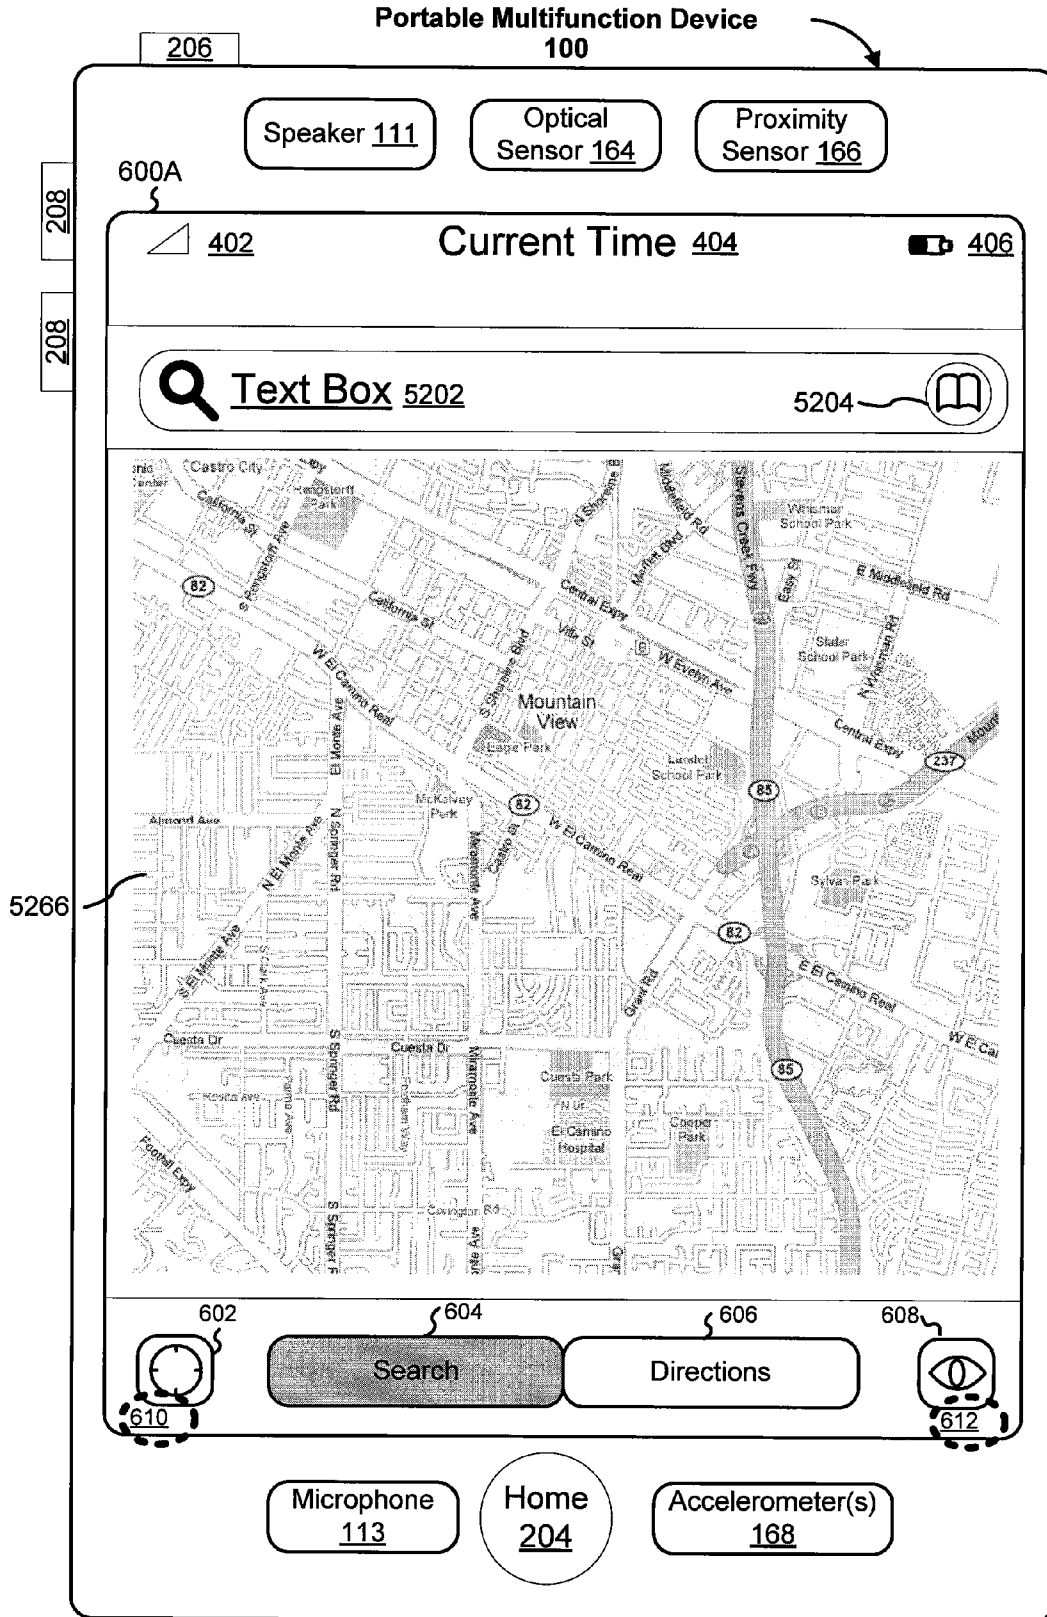 Portable Multifunction Device
100
206
Speaker 111
Optical
Sensor 164
Proximity
Sensor 166
600A
208
208
402
Current Time 404
406
Text Box 5202
5204
Castro City
Rengstorff
Park
California St
S Rengstorff Ave
82
N Shoreline B
Middlefield Rd
Moffett Blvd
Stevens Creek Fwy
Whisman
School Park
Easy St
E Middlefield Rd
California St
Central Expy
Villa St
W Evelyn Ave
Slater
School Park
N Whisman Rd
W El Camino Real
S Shoreline Blvd
Mountain
View
Eagle Park
El Monte Ave
Central Expy
Mount
237
Landels
School Park
85
McKelvey
Park
82
Castro St
W El Camino Real
Almond Ave
N El Monte Ave
N Springer Rd
Miramonte Ave
Sylvan Park
5266
82
S El Monte Ave
E El Camino Real
Grant Rd
W El Ca
Cuesta Dr
Cuesta Dr
S Springer Rd
Miramonte Ave
85
Cuesta Park
El Camino
Hospital
Cooper
Park
Foothill Expy
Covington Rd
S Springer R
602
604
606
608
Search
Directions
610
612
Microphone
113
Home
204
Accelerometer(s)
168